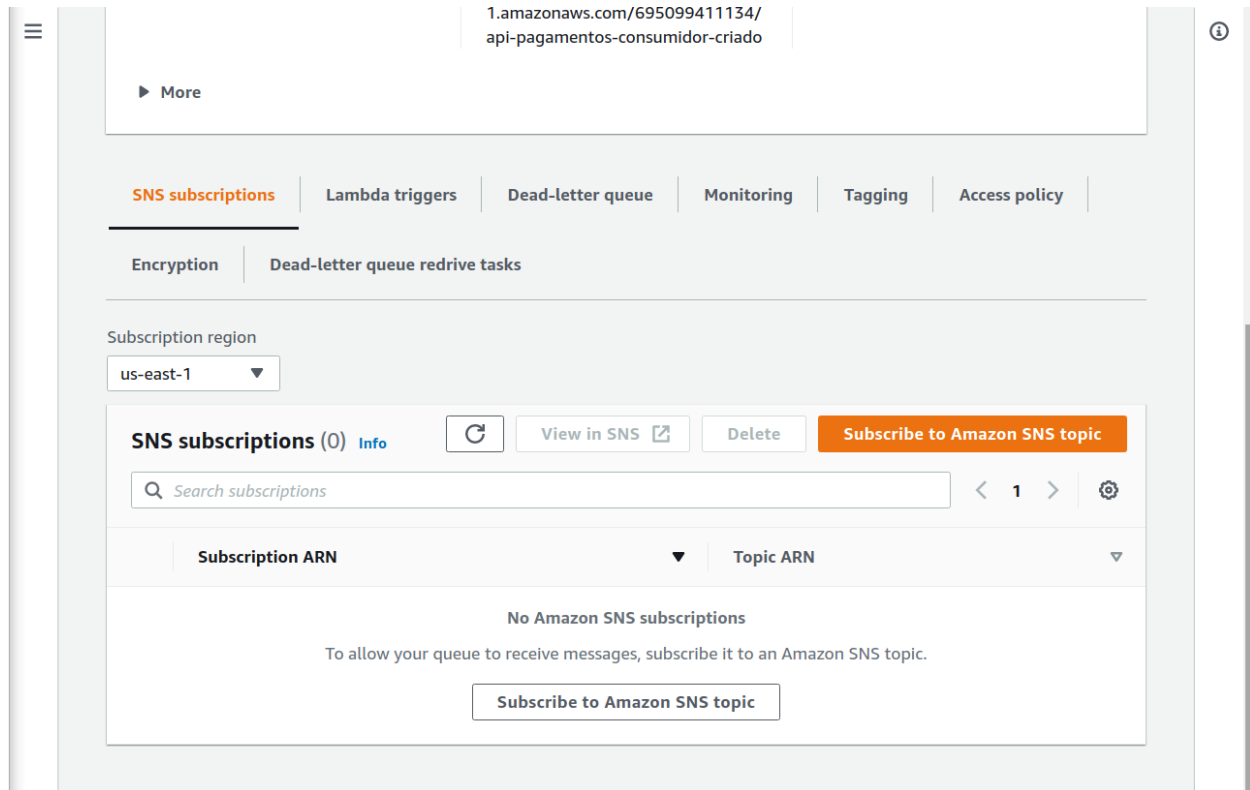 1.amazonaws.com/695099411134/
api-pagamentos-consumidor-criado
More
SNS subscriptions
Lambda triggers
Dead-letter queue
Monitoring
Tagging
Access policy
Encryption
Dead-letter queue redrive tasks
Subscription region
us-east-1
SNS subscriptions (0) Info
View in SNS
Delete
Subscribe to Amazon SNS topic
Search subscriptions
1
Subscription ARN
Topic ARN
No Amazon SNS subscriptions
To allow your queue to receive messages, subscribe it to an Amazon SNS topic.
Subscribe to Amazon SNS topic